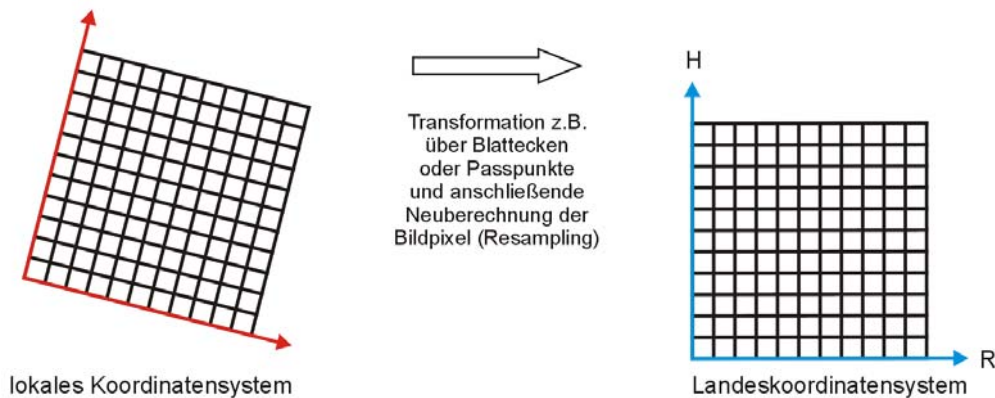 H
Transformation z.B.
über Blattecken
oder Passpunkte
und anschließende
Neuberechnung der
Bildpixel (Resampling)
R
lokales Koordinatensystem
Landeskoordinatensystem